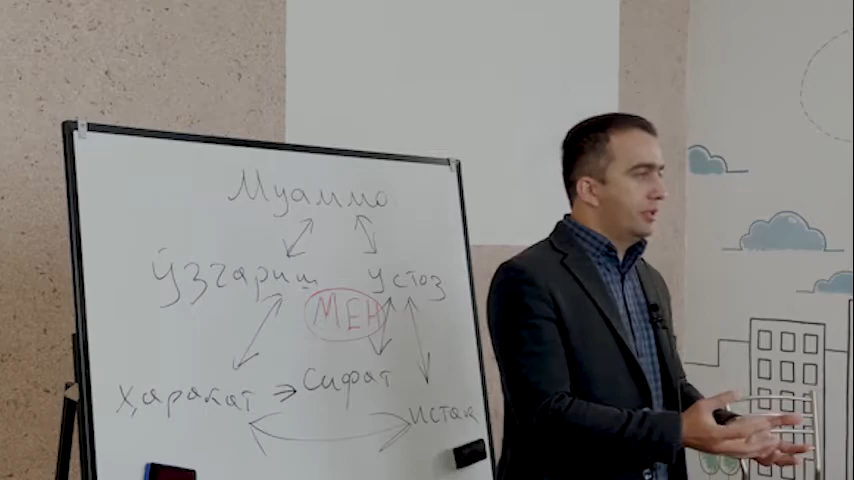 Муаммо
Ўзгариш устоз
МЕН
Ҳаракат → Сифат
истак